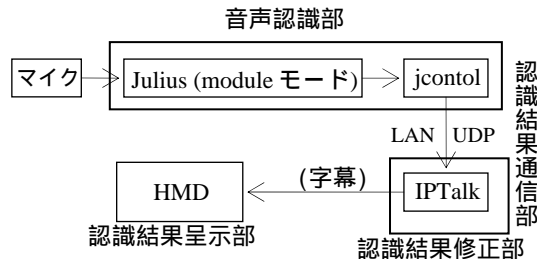 音声認識部
マイク
Julius (module モード)
jcontol
認識結果通信部
LAN
UDP
(字幕)
HMD
IPTalk
認識結果呈示部
認識結果修正部